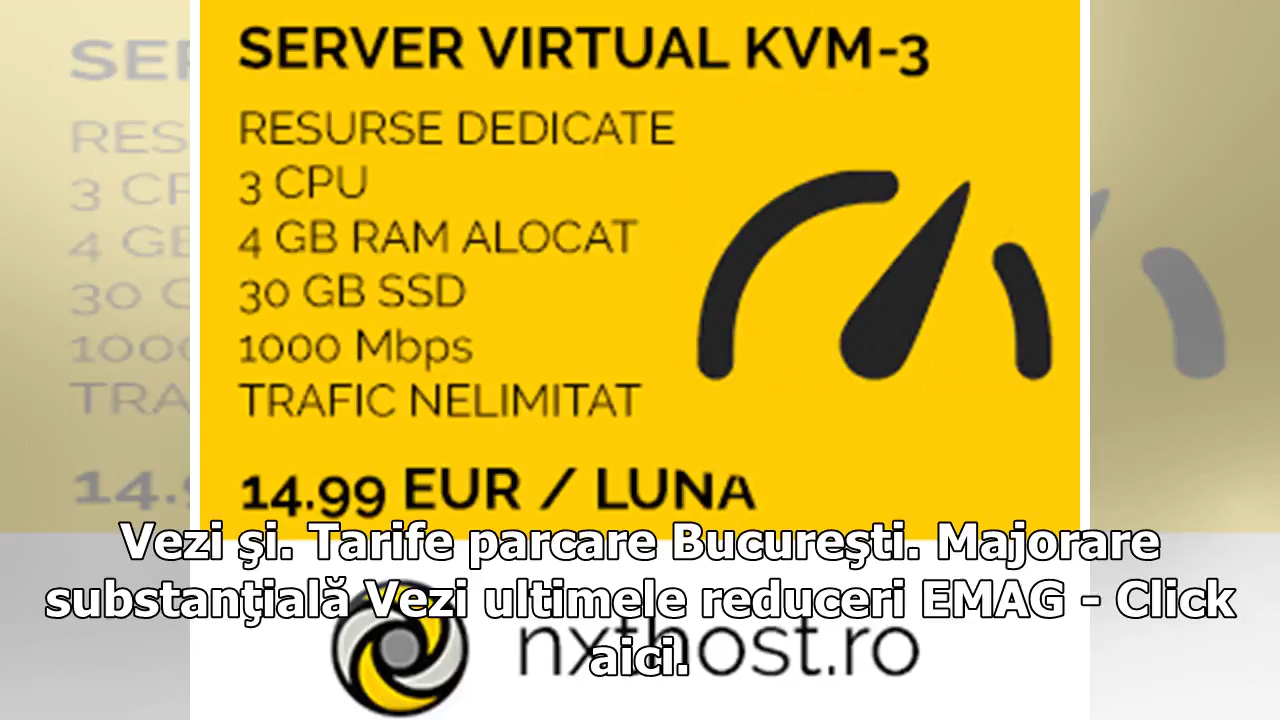 SERVER VIRTUAL KVM-3
RESURSE DEDICATE
3 CPU
4 GB RAM ALOCAT
30 GB SSD
1000 Mbps
TRAFIC NELIMITAT
14.99 EUR / LUNA
Vezi şi. Tarife parcare Bucureşti. Majorare
substanţială Vezi ultimele reduceri EMAG - Click
aici.
nxthost.ro